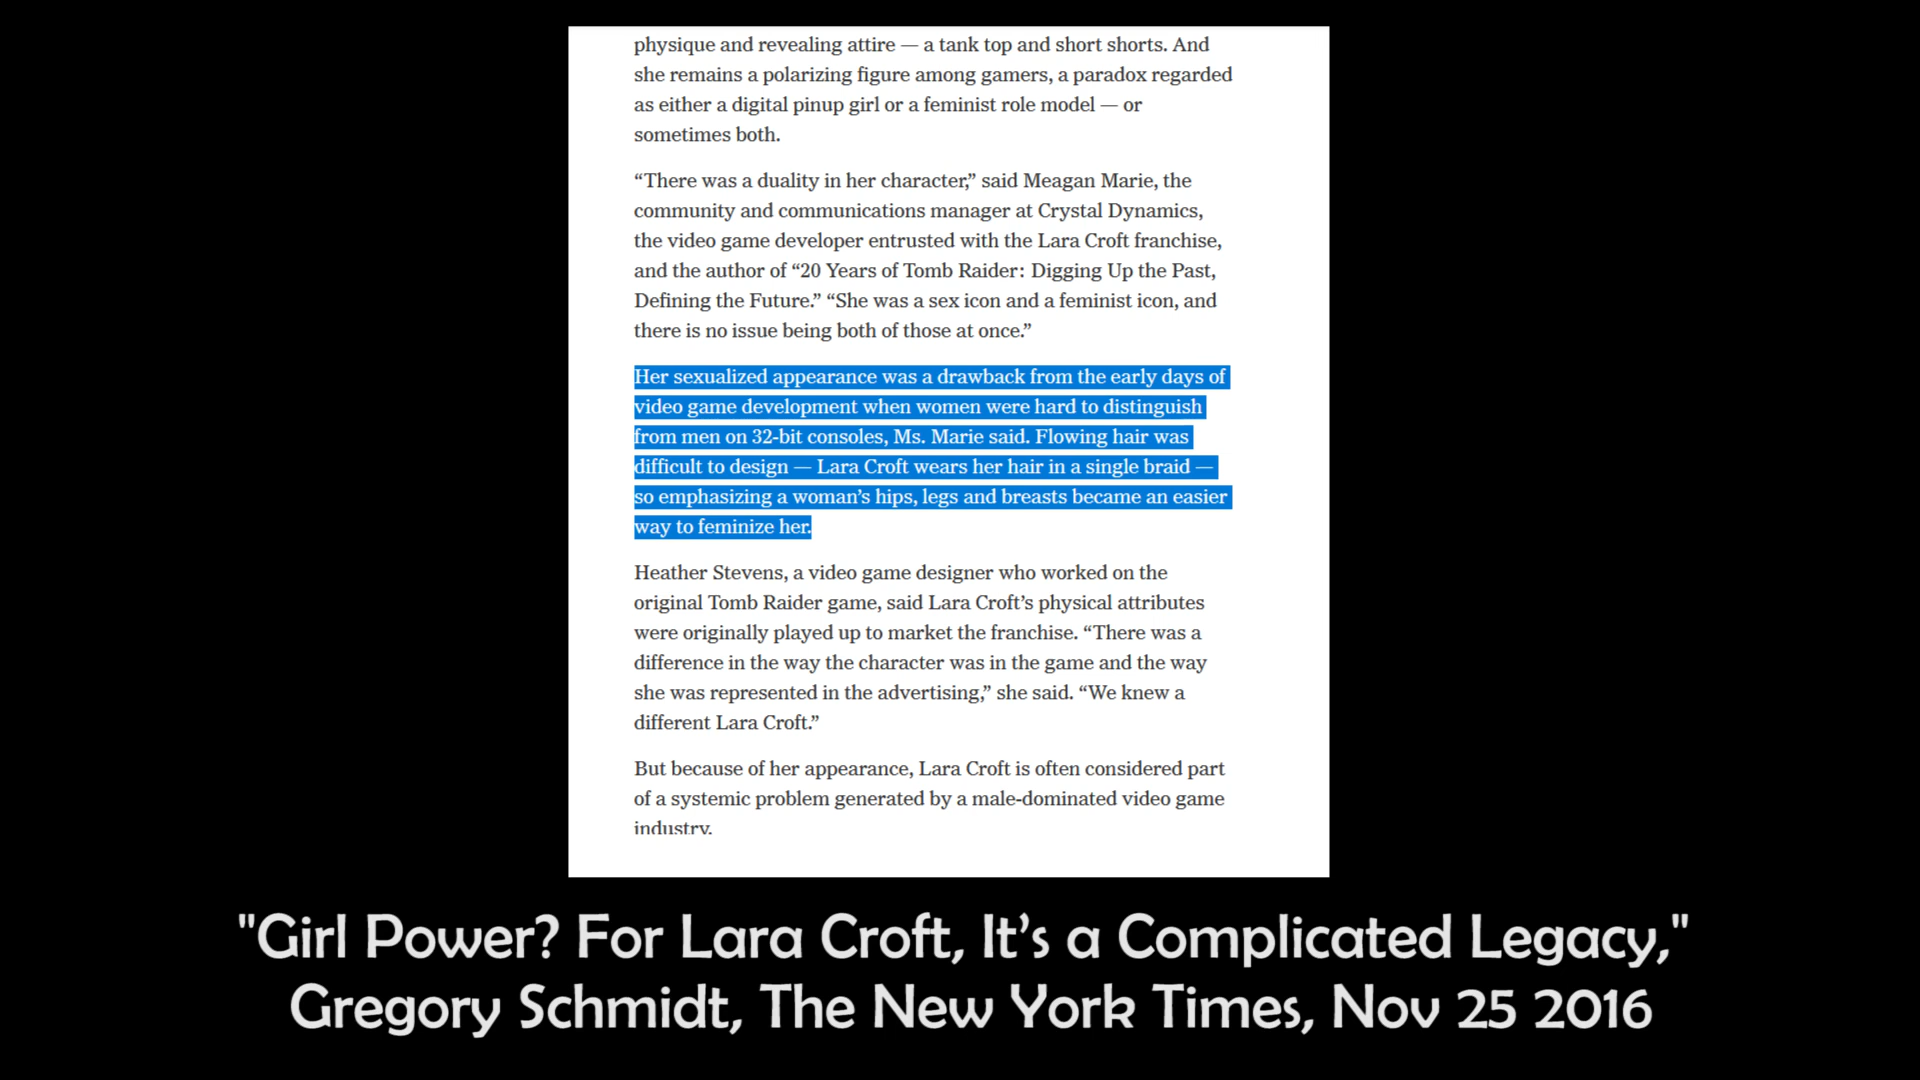 physique and revealing attire — a tank top and short shorts. And
she remains a polarizing figure among gamers, a paradox regarded
as either a digital pinup girl or a feminist role model — or
sometimes both.
“There was a duality in her character,” said Meagan Marie, the
community and communications manager at Crystal Dynamics,
the video game developer entrusted with the Lara Croft franchise,
and the author of “20 Years of Tomb Raider: Digging Up the Past,
Defining the Future.” “She was a sex icon and a feminist icon, and
there is no issue being both of those at once.”
Her sexualized appearance was a drawback from the early days of
video game development when women were hard to distinguish
from men on 32-bit consoles, Ms. Marie said. Flowing hair was
difficult to design — Lara Croft wears her hair in a single braid —
so emphasizing a woman’s hips, legs and breasts became an easier
way to feminize her.
Heather Stevens, a video game designer who worked on the
original Tomb Raider game, said Lara Croft’s physical attributes
were originally played up to market the franchise. “There was a
difference in the way the character was in the game and the way
she was represented in the advertising,” she said. “We knew a
different Lara Croft.”
But because of her appearance, Lara Croft is often considered part
of a systemic problem generated by a male-dominated video game
industry.
"Girl Power? For Lara Croft, It’s a Complicated Legacy,"
Gregory Schmidt, The New York Times, Nov 25 2016